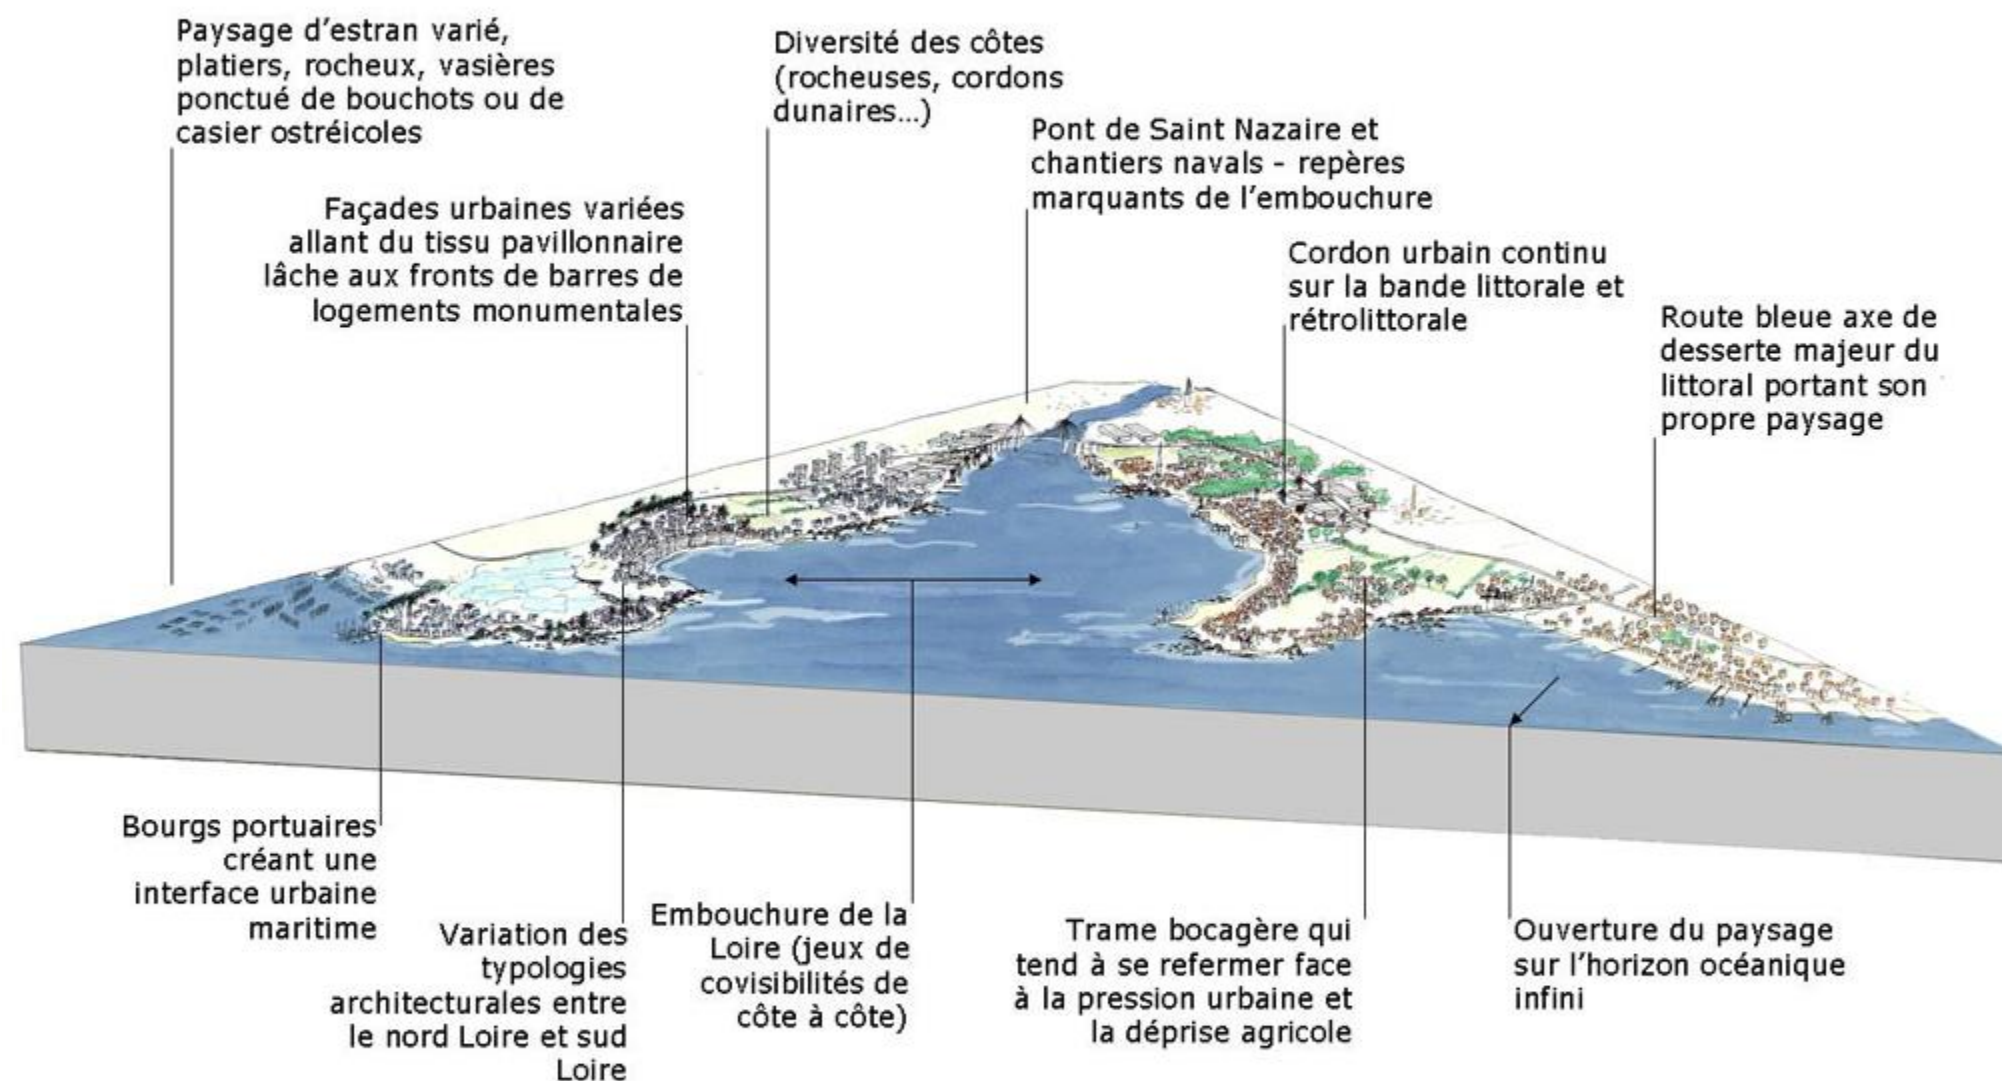 Paysage d'estran varié,
platiers, rocheux, vasières
ponctué de bouchots ou de
casier ostréicoles
Diversité des côtes
(rocheuses, cordons
dunaires...)
Pont de Saint Nazaire et
chantiers navals - repères
marquants de l'embouchure
Façades urbaines variées
allant du tissu pavillonnaire
lâche aux fronts de barres de
logements monumentales
Cordon urbain continu
sur la bande littorale et
rétrolittorale
Route bleue axe de
desserte majeur du
littoral portant son
propre paysage
Bourgs portuaires
créant une
interface urbaine
maritime
Variation des
typologies
architecturales entre
le nord Loire et sud
Loire
Embouchure de la
Loire (jeux de
covisibilités de
côte à côte)
Trame bocagère qui
tend à se refermer face
à la pression urbaine et
la déprise agricole
Ouverture du paysage
sur l'horizon océanique
infini